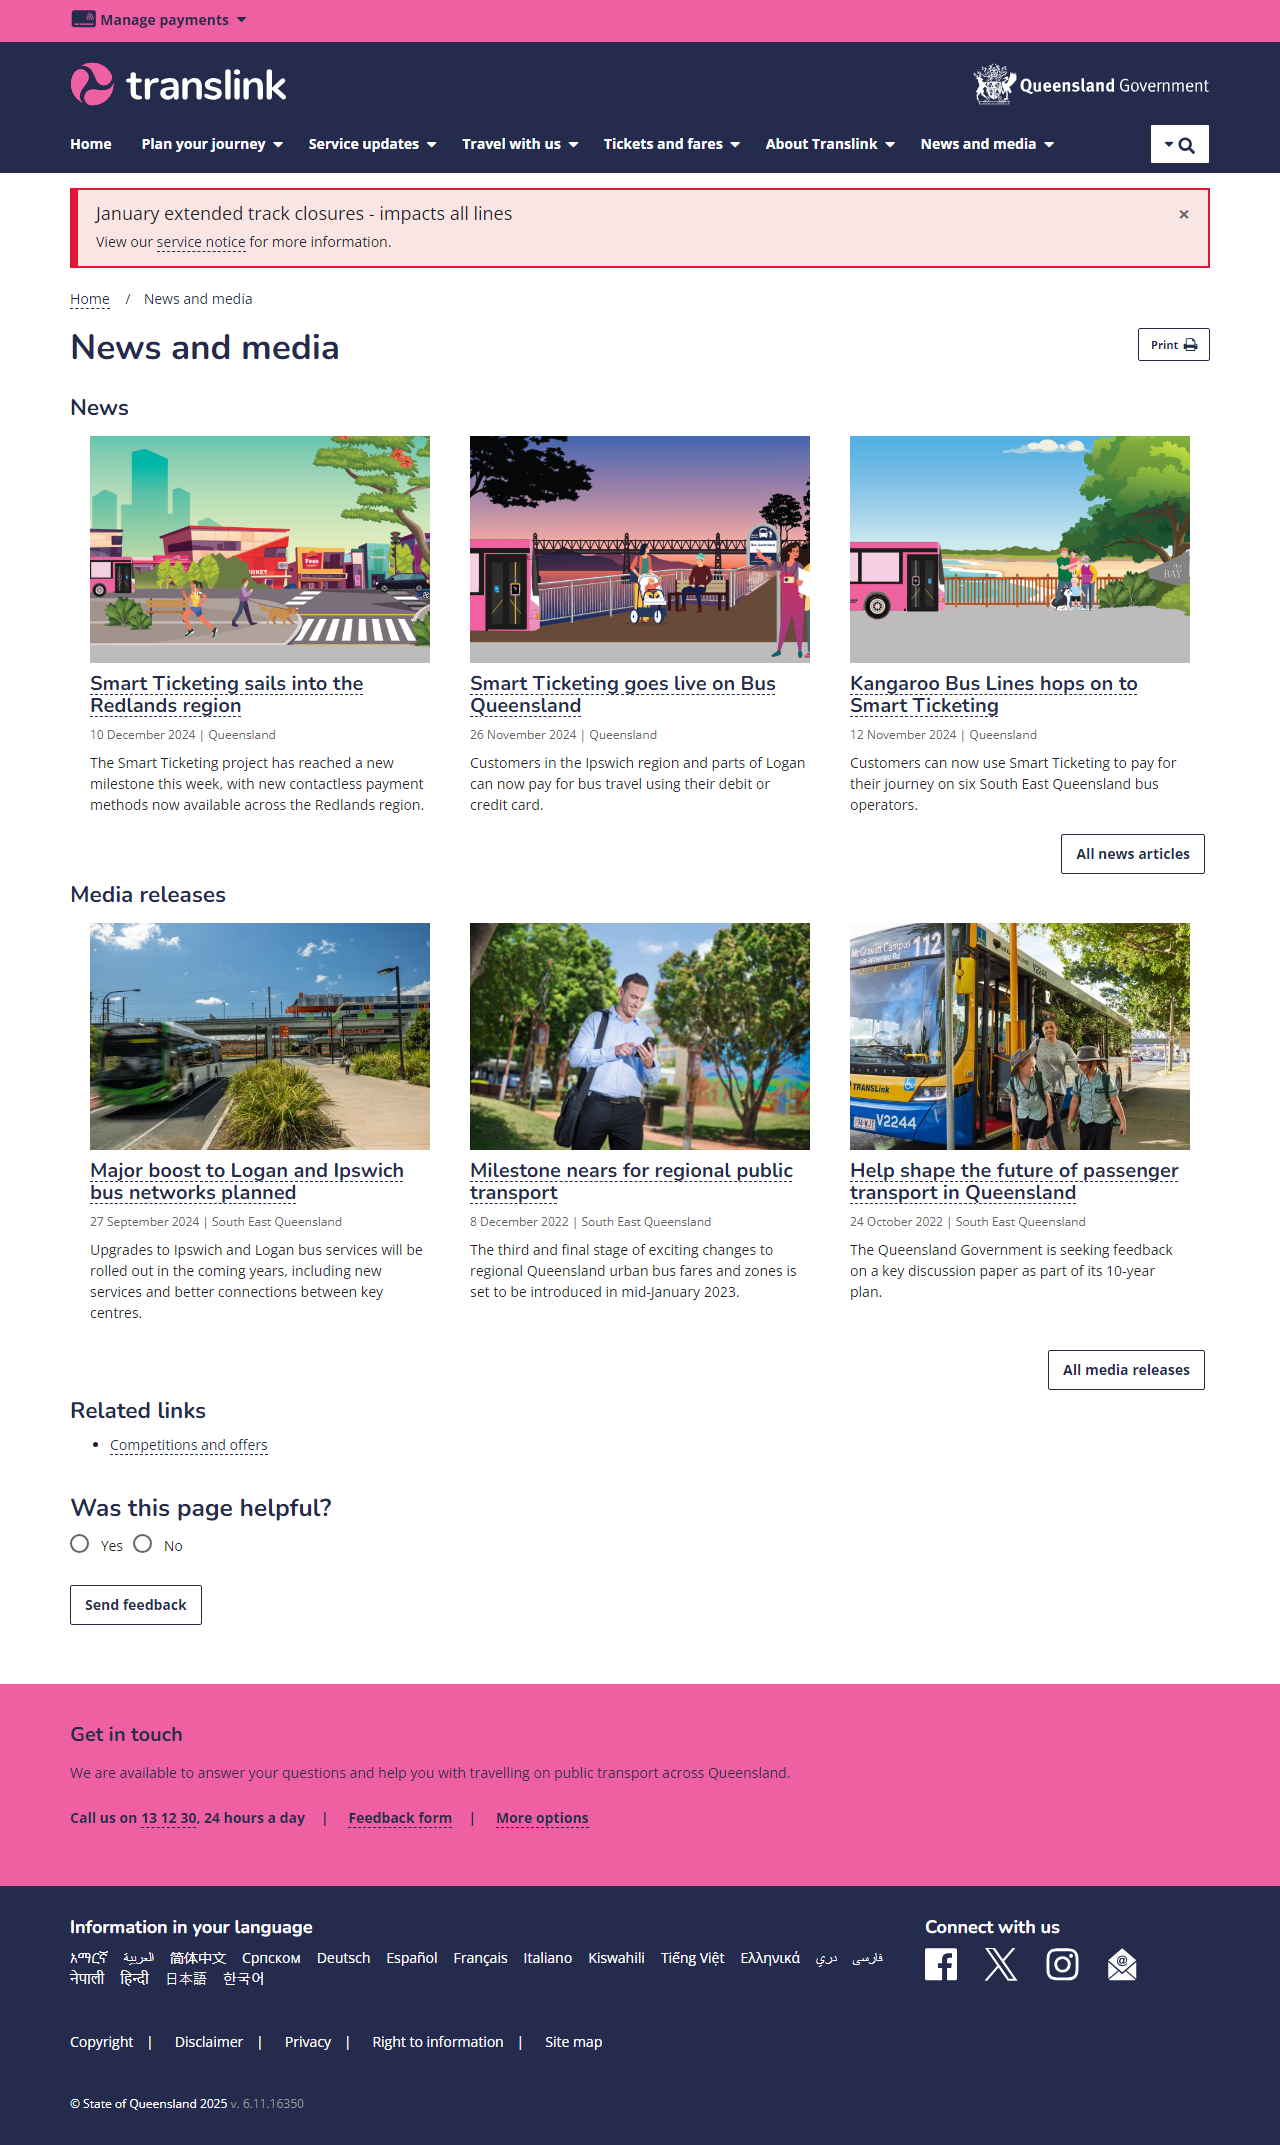 Manage payments
translink
Queensland Government
Home Plan your journey Service updates Travel with us Tickets and fares About Translink News and media
January extended track closures - impacts all lines ×
View our service notice for more information.
Home / News and media
News and media
Print
News
Smart Ticketing sails into the
Redlands region
10 December 2024 | Queensland
The Smart Ticketing project has reached a new
milestone this week, with new contactless payment
methods now available across the Redlands region.
Smart Ticketing goes live on Bus
Queensland
26 November 2024 | Queensland
Customers in the Ipswich region and parts of Logan
can now pay for bus travel using their debit or
credit card.
the
BAY
Kangaroo Bus Lines hops on to
Smart Ticketing
12 November 2024 | Queensland
Customers can now use Smart Ticketing to pay for
their journey on six South East Queensland bus
operators.
All news articles
Media releases
Major boost to Logan and Ipswich
bus networks planned
27 September 2024 | South East Queensland
Upgrades to Ipswich and Logan bus services will be
rolled out in the coming years, including new
services and better connections between key
centres.
Milestone nears for regional public
transport
8 December 2022 | South East Queensland
The third and final stage of exciting changes to
regional Queensland urban bus fares and zones is
set to be introduced in mid-January 2023.
Mt Gravatt Campus 112
V2244
TRANSLink
V2244
Help shape the future of passenger
transport in Queensland
24 October 2022 | South East Queensland
The Queensland Government is seeking feedback
on a key discussion paper as part of its 10-year
plan.
All media releases
Related links
• Competitions and offers
Was this page helpful?
Yes No
Send feedback
Get in touch
We are available to answer your questions and help you with travelling on public transport across Queensland.
Call us on 13 12 30, 24 hours a day | Feedback form | More options
Information in your language
አማርኛ العربية 简体中文 Српском Deutsch Español Français Italiano Kiswahili Tiếng Việt Ελληνικά دري فارسی
नेपाली हिन्दी 日本語 한국어
Connect with us
Copyright | Disclaimer | Privacy | Right to information | Site map
© State of Queensland 2025 v. 6.11.16350